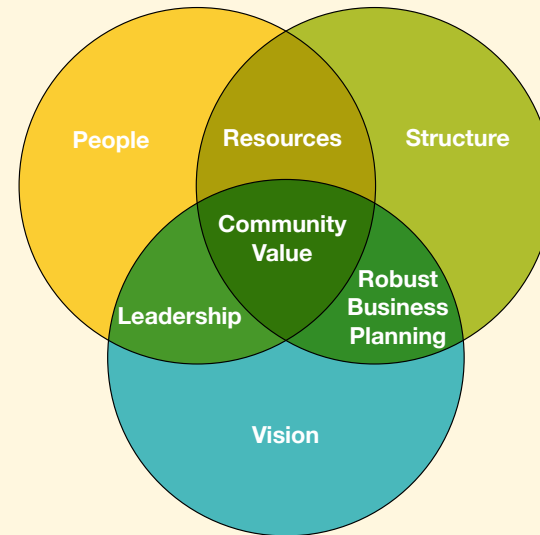 People
Resources
Structure
Community
Value
Leadership
Robust
Business
Planning
Vision